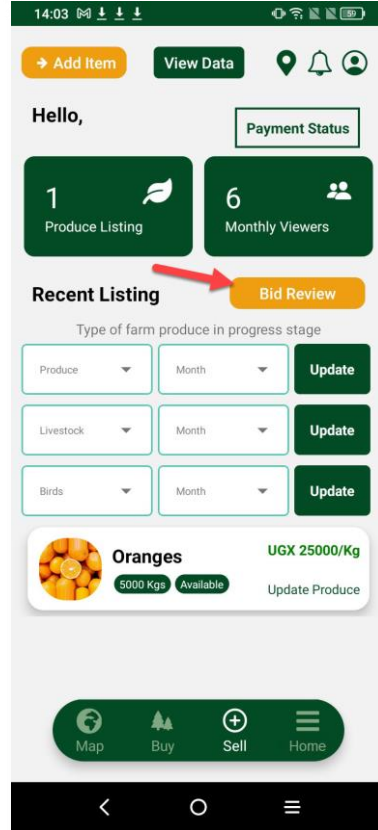 14:03
59
→ Add Item
View Data
Hello,
Payment Status
1
Produce Listing
6
Monthly Viewers
Recent Listing
Bid Review
Type of farm produce in progress stage
Produce
Month
Update
Livestock
Month
Update
Birds
Month
Update
Oranges
UGX 25000/Kg
5000 Kgs
Available
Update Produce
Map
Buy
Sell
Home